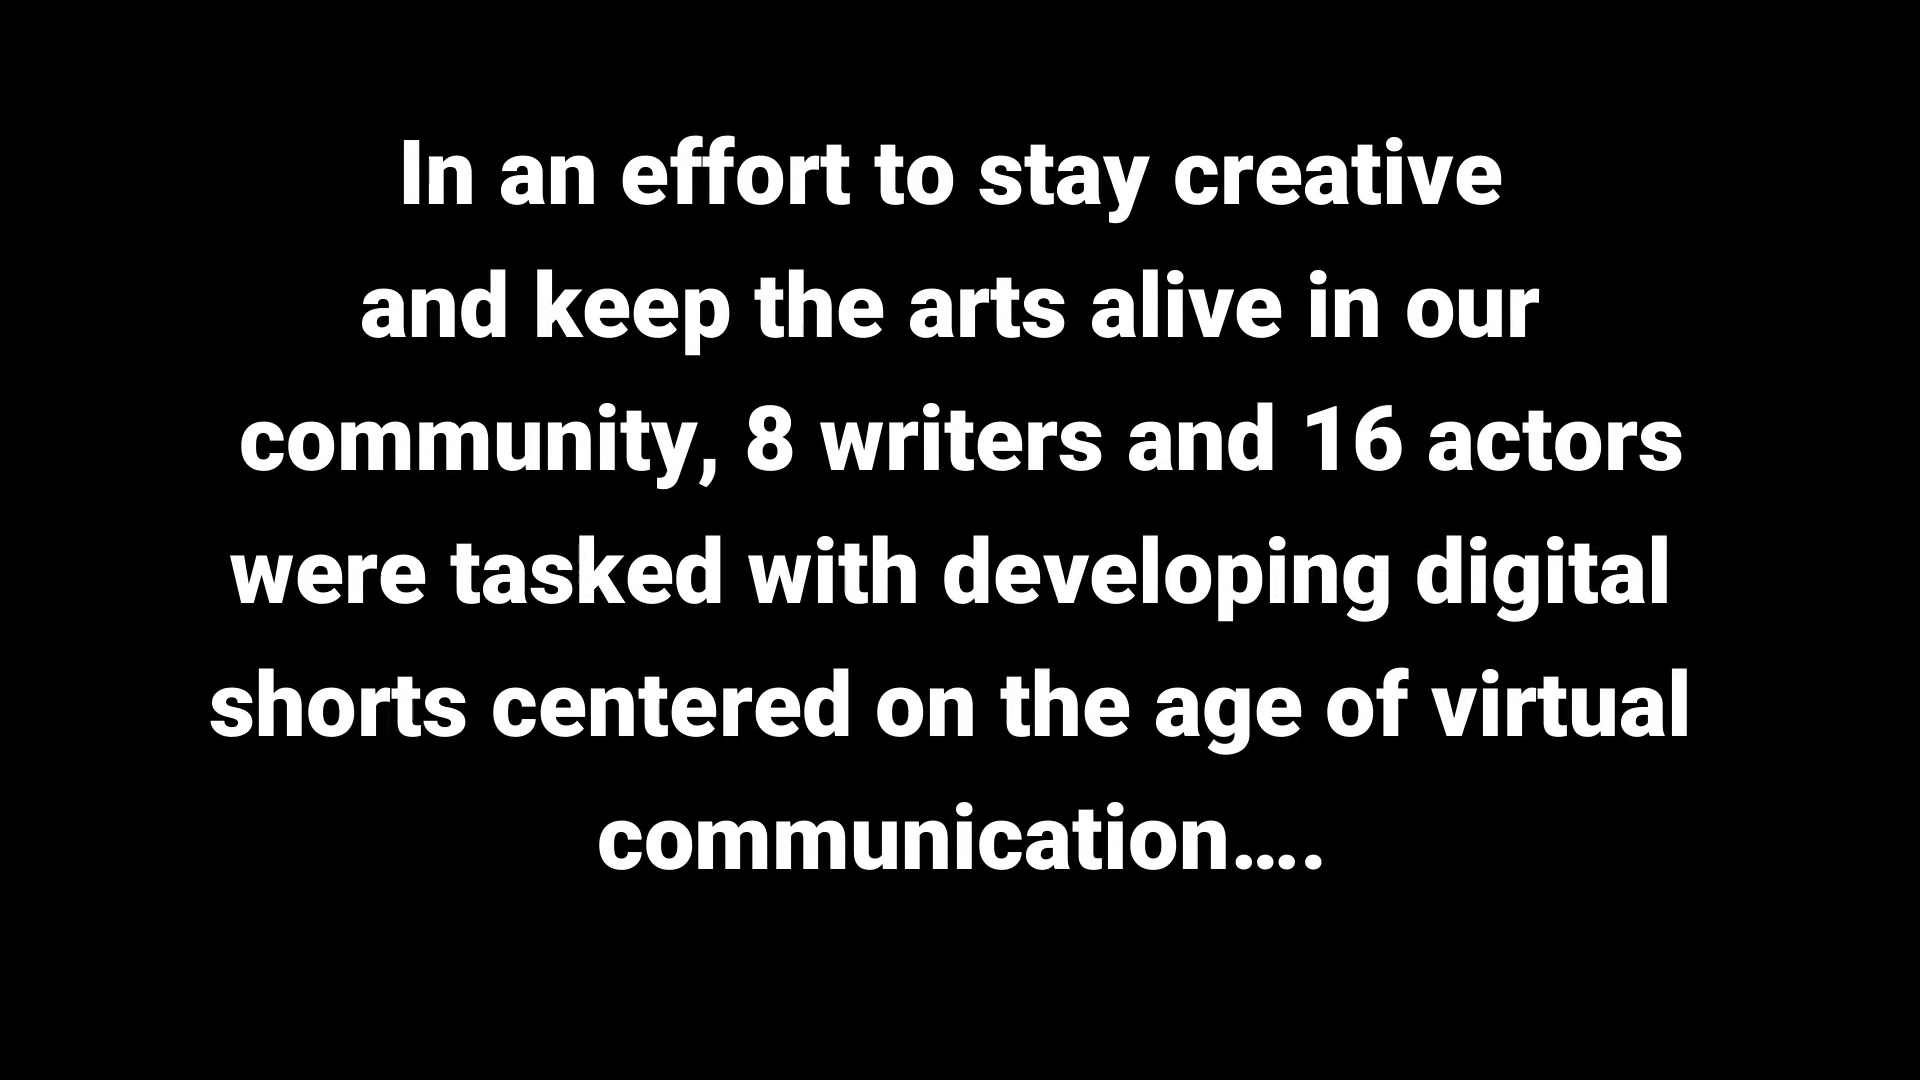 In an effort to stay creative
and keep the arts alive in our
community, 8 writers and 16 actors
were tasked with developing digital
shorts centered on the age of virtual
communication….